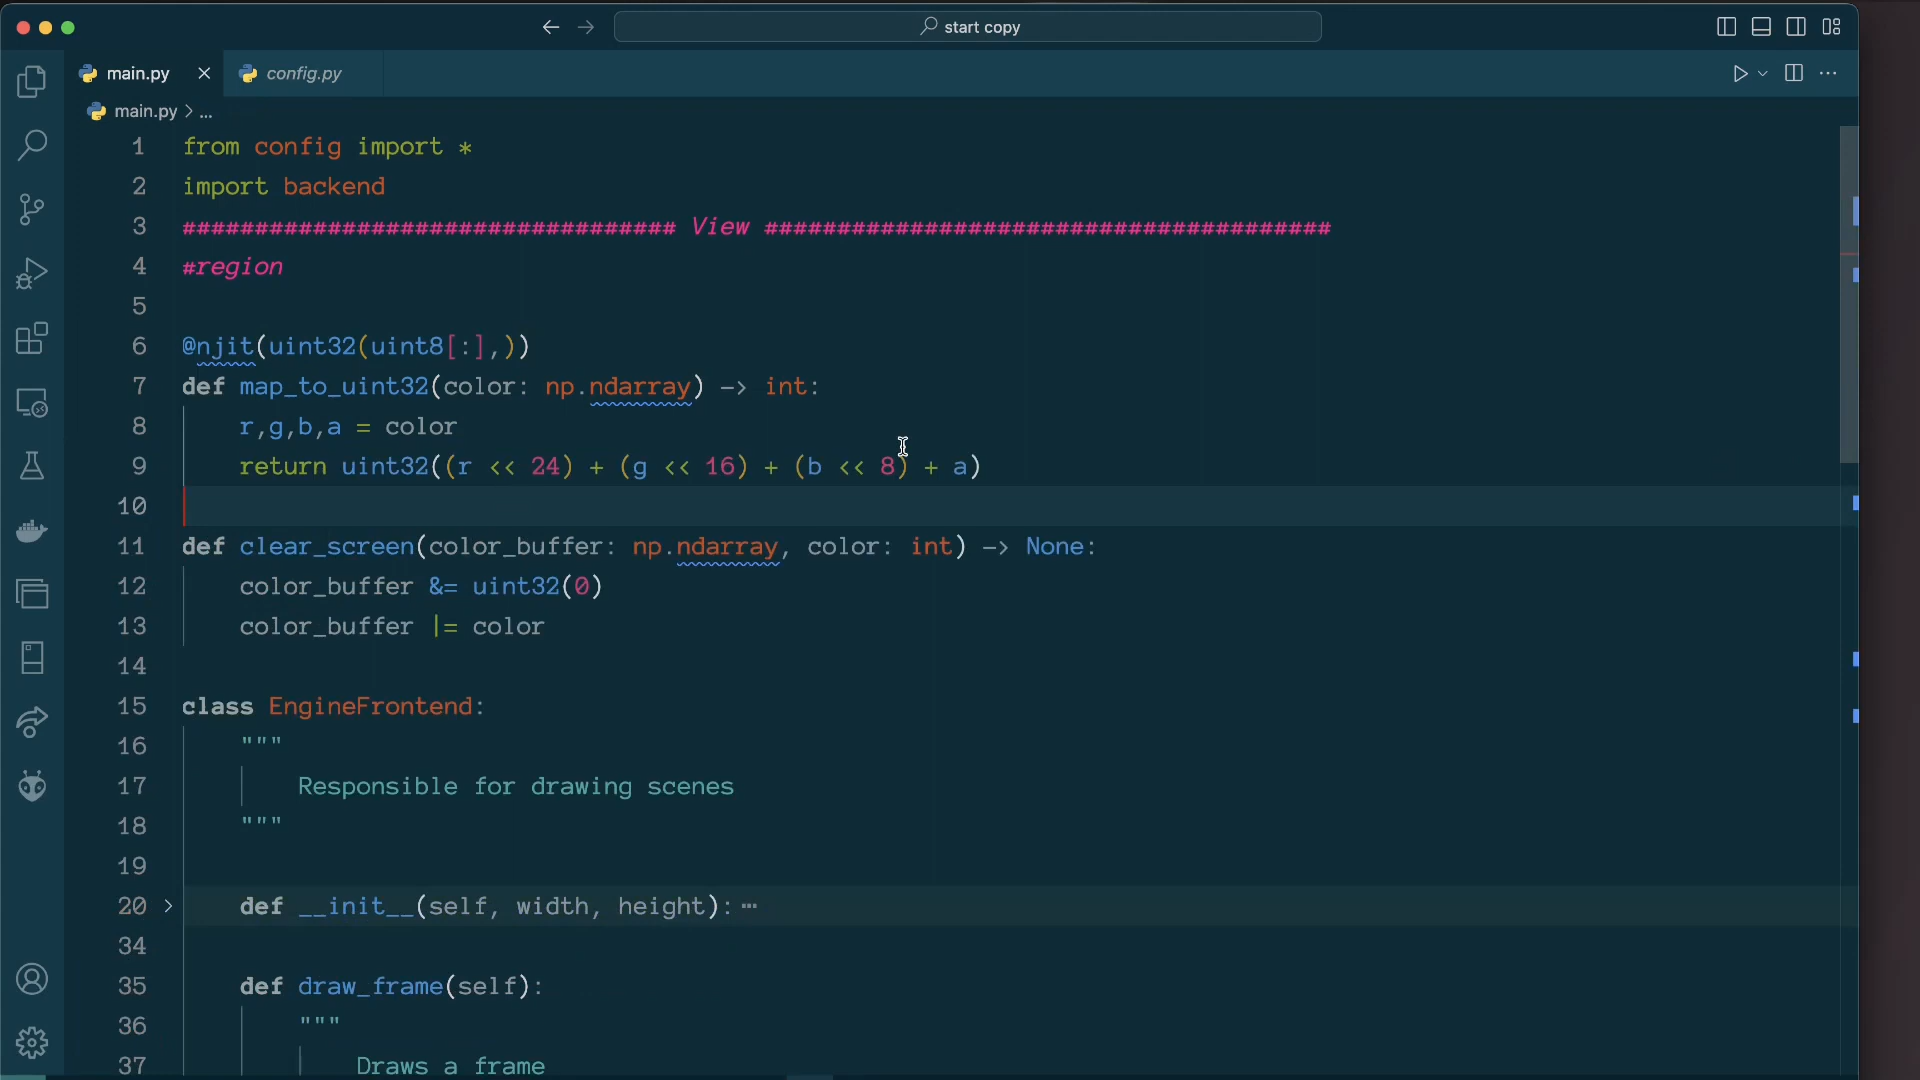 start copy
main.py
config.py
main.py > ...
1 from config import *
2 import backend
3 ################################## View #######################################
4 #region
5
6 @njit(uint32(uint8[:],))
7 def map_to_uint32(color: np.ndarray) -> int:
8 r,g,b,a = color
9 return uint32((r << 24) + (g << 16) + (b << 8) + a)
10
11 def clear_screen(color_buffer: np.ndarray, color: int) -> None:
12 color_buffer &= uint32(0)
13 color_buffer |= color
14
15 class EngineFrontend:
16 """
17 Responsible for drawing scenes
18 """
19
20 def __init__(self, width, height): ...
34
35 def draw_frame(self):
36 """
37 Draws a frame